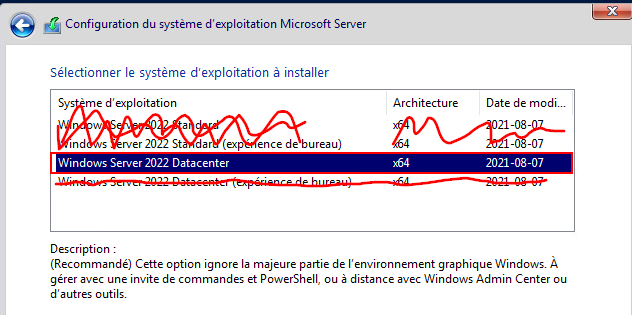 Configuration du système d'exploitation Microsoft Server
Sélectionner le système d'exploitation à installer
Système d'exploitation Architecture Date de modi...
Windows Server 2022 Standard x64 2021-08-07
Windows Server 2022 Standard (expérience de bureau) x64 2021-08-07
Windows Server 2022 Datacenter x64 2021-08-07
Windows Server 2022 Datacenter (expérience de bureau) x64 2021-08-07
Description :
(Recommandé) Cette option ignore la majeure partie de l'environnement graphique Windows. À
gérer avec une invite de commandes et PowerShell, ou à distance avec Windows Admin Center ou
d'autres outils.